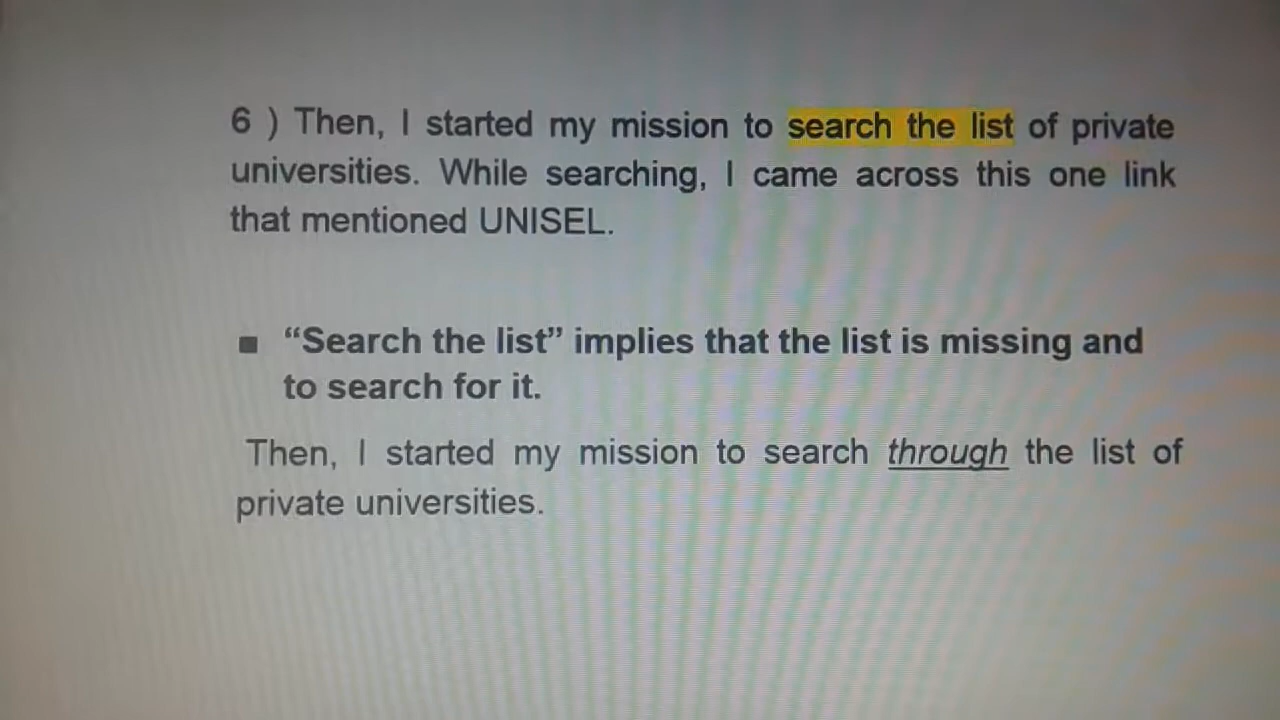 6 ) Then, I started my mission to search the list of private
universities. While searching, I came across this one link
that mentioned UNISEL.
▪ “Search the list” implies that the list is missing and
to search for it.
Then, I started my mission to search through the list of
private universities.